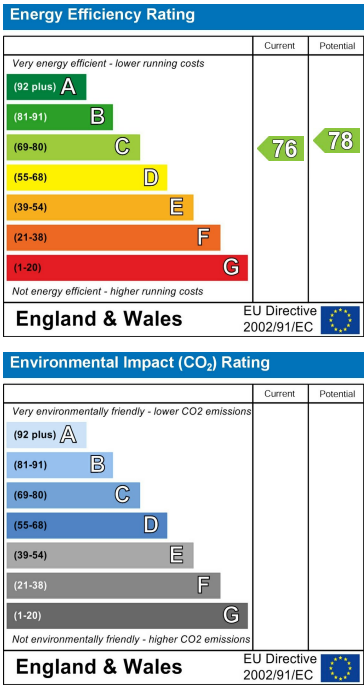 Energy Efficiency Rating
Current Potential
Very energy efficient - lower running costs
(92 plus) A
(81-91) B
(69-80) C
76 78
(55-68) D
(39-54) E
(21-38) F
(1-20) G
Not energy efficient - higher running costs
England & Wales
EU Directive
2002/91/EC
Environmental Impact (CO₂) Rating
Current Potential
Very environmentally friendly - lower CO2 emissions
(92 plus) A
(81-91) B
(69-80) C
(55-68) D
(39-54) E
(21-38) F
(1-20) G
Not environmentally friendly - higher CO2 emissions
England & Wales
EU Directive
2002/91/EC